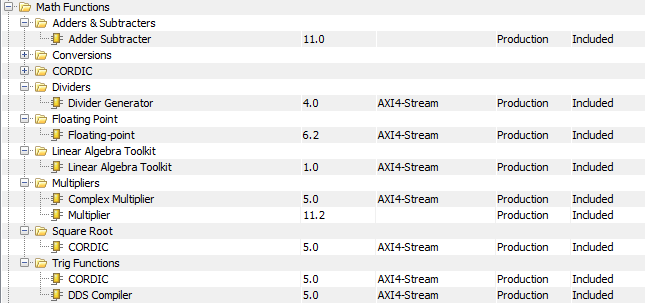 Math Functions
Adders & Subtracters
Adder Subtracter 11.0 Production Included
Conversions
CORDIC
Dividers
Divider Generator 4.0 AXI4-Stream Production Included
Floating Point
Floating-point 6.2 AXI4-Stream Production Included
Linear Algebra Toolkit
Linear Algebra Toolkit 1.0 AXI4-Stream Production Included
Multipliers
Complex Multiplier 5.0 AXI4-Stream Production Included
Multiplier 11.2 Production Included
Square Root
CORDIC 5.0 AXI4-Stream Production Included
Trig Functions
CORDIC 5.0 AXI4-Stream Production Included
DDS Compiler 5.0 AXI4-Stream Production Included